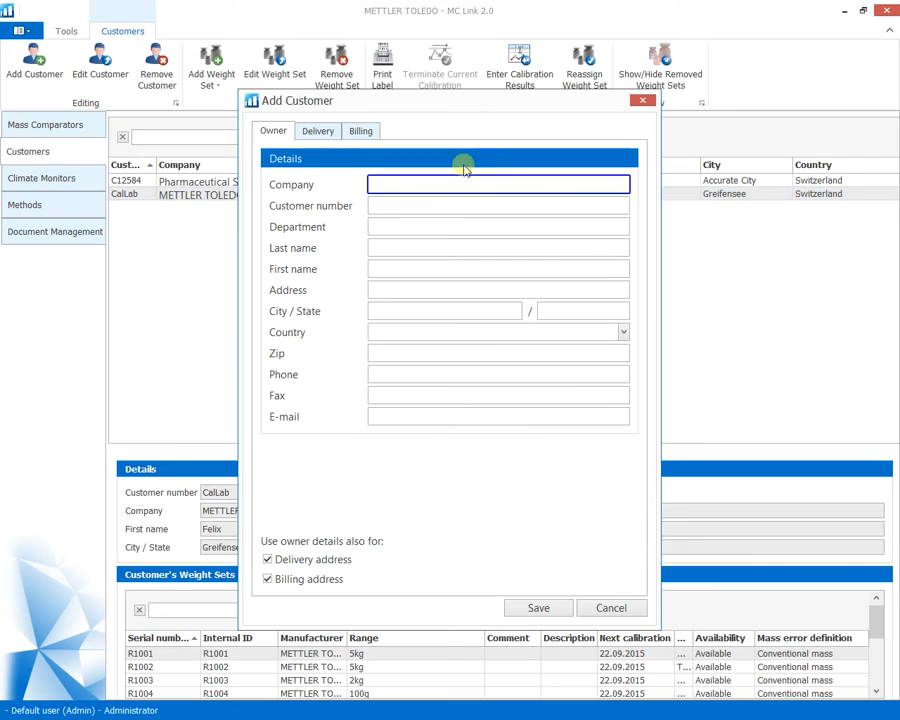 METTLER TOLEDO - MC Link 2.0
Tools
Customers
Add Customer
Edit Customer
Remove
Customer
Add Weight
Set
Edit Weight Set
Remove
Weight Set
Print
Label
Terminate Current
Calibration
Enter Calibration
Results
Reassign
Weight Set
Show/Hide Removed
Weight Sets
Editing
Mass Comparators
Customers
Climate Monitors
Methods
Document Management
Cust...
Company
City
Country
C12584
Pharmaceutical S
Accurate City
Switzerland
CalLab
METTLER TOLEDO
Greifensee
Switzerland
Add Customer
Owner
Delivery
Billing
Details
Company
Customer number
Department
Last name
First name
Address
City / State
/
Country
Zip
Phone
Fax
E-mail
Use owner details also for:
Delivery address
Billing address
Save
Cancel
Details
Customer number
CalLab
Company
METTLER
First name
Felix
City / State
Greifens
Customer's Weight Sets
Serial numb...
Internal ID
Manufacturer
Range
Comment
Description
Next calibration
...
Availability
Mass error definition
R1001 R1001 METTLER TO... 5kg 22.09.2015 ... Available Conventional mass
R1002 R1002 METTLER TO... 5kg 22.09.2015 T... Available Conventional mass
R1003 R1003 METTLER TO... 2kg 22.09.2015 ... Available Conventional mass
R1004 R1004 METTLER TO... 100g 22.09.2015 ... Available Conventional mass
- Default user (Admin) - Administrator